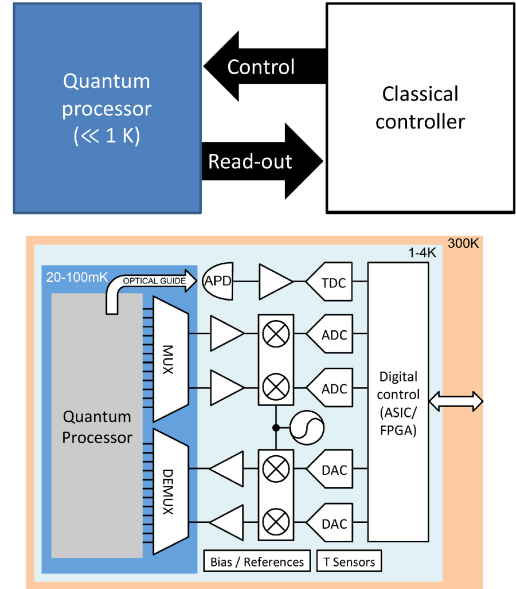 Quantum
processor
(≪ 1 K)
Control
Read-out
Classical
controller
300K
1-4K
20-100mK
OPTICAL GUIDE
APD
TDC
MUX
ADC
ADC
Quantum
Processor
Digital
control
(ASIC/
FPGA)
DEMUX
DAC
DAC
Bias / References
T Sensors